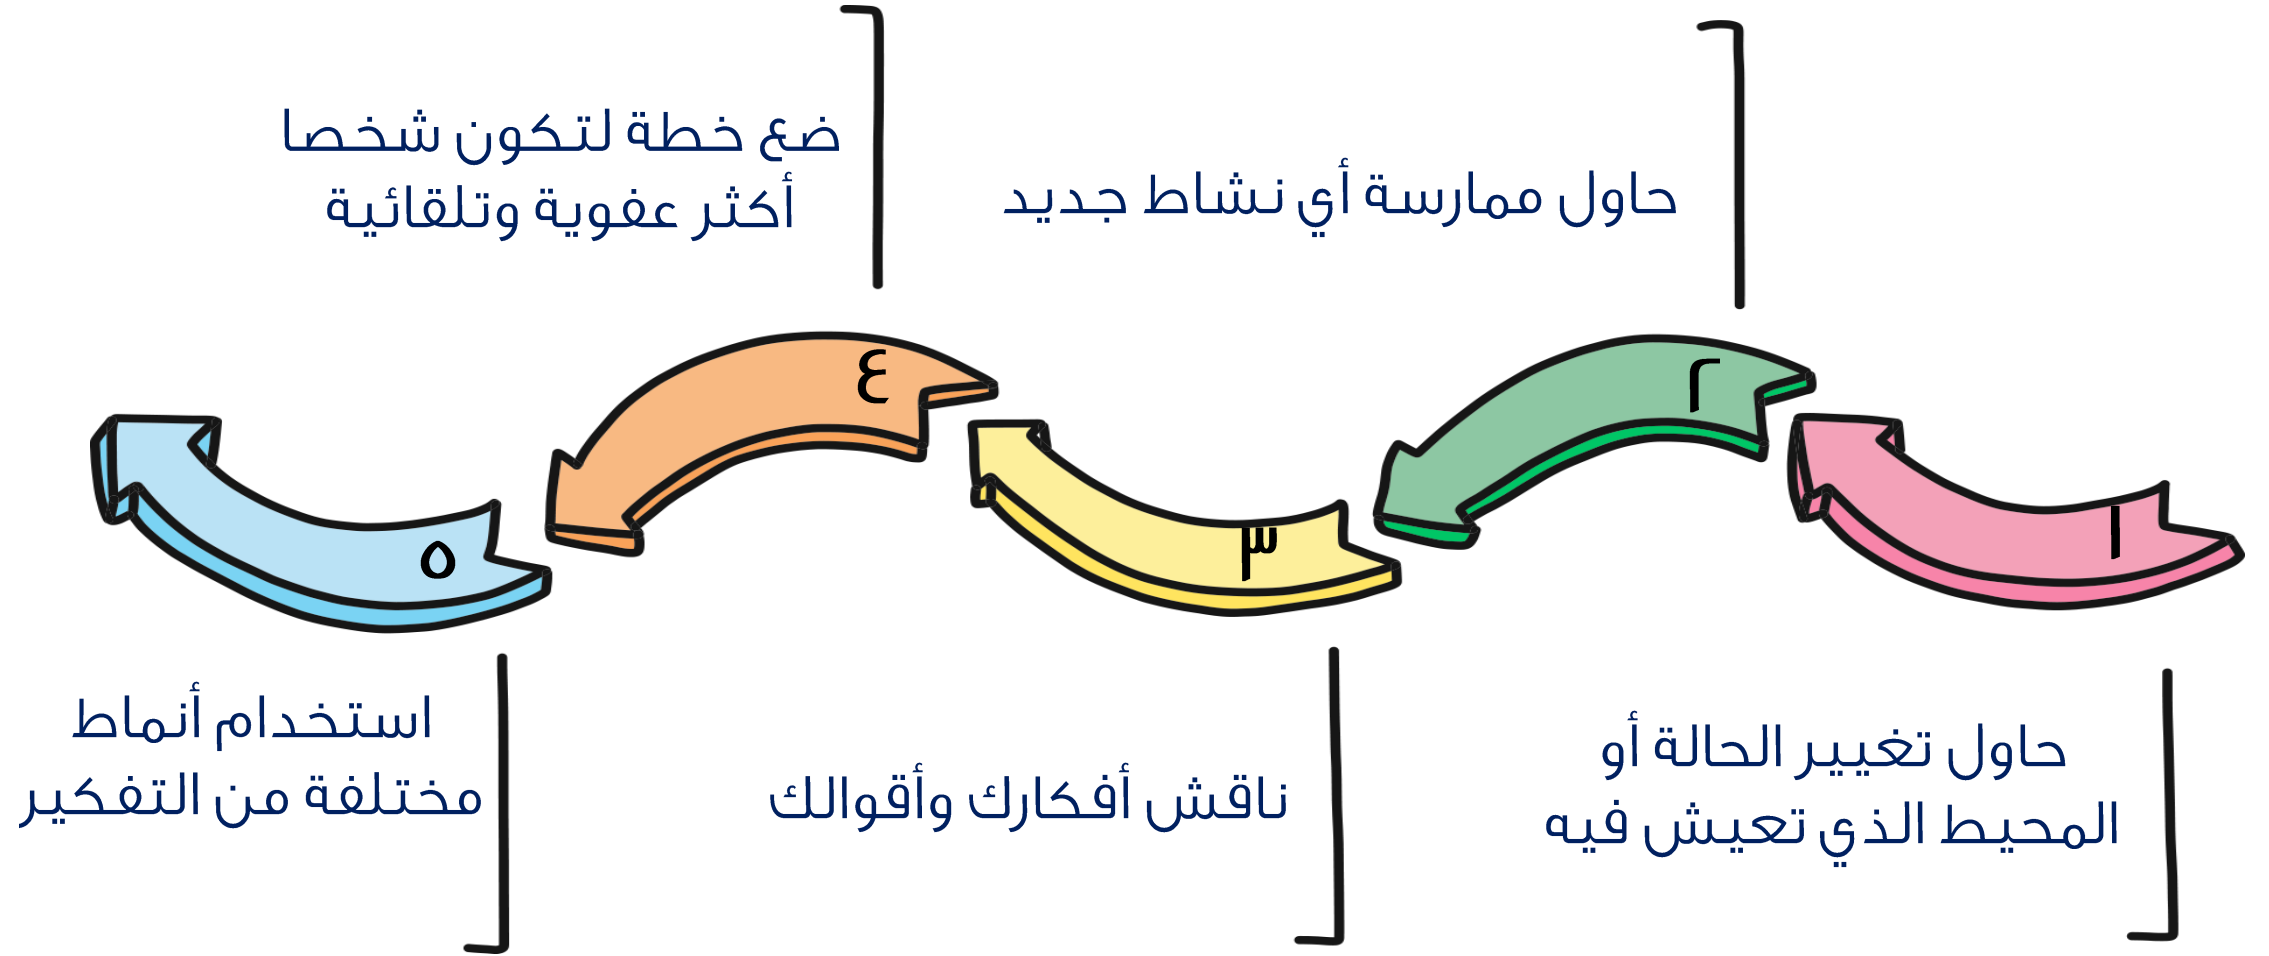 ١
حاول تغيير الحالة أو
المحيط الذي تعيش فيه
٢
حاول ممارسة أي نشاط جديد
٣
ناقش أفكارك وأقوالك
٤
ضع خطة لتكون شخصا
أكثر عفوية وتلقائية
٥
استخدام أنماط
مختلفة من التفكير